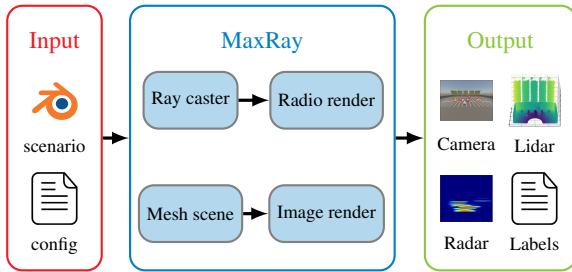 Input
scenario
config
MaxRay
Ray caster
Radio render
Mesh scene
Image render
Output
Camera
Lidar
Radar
Labels